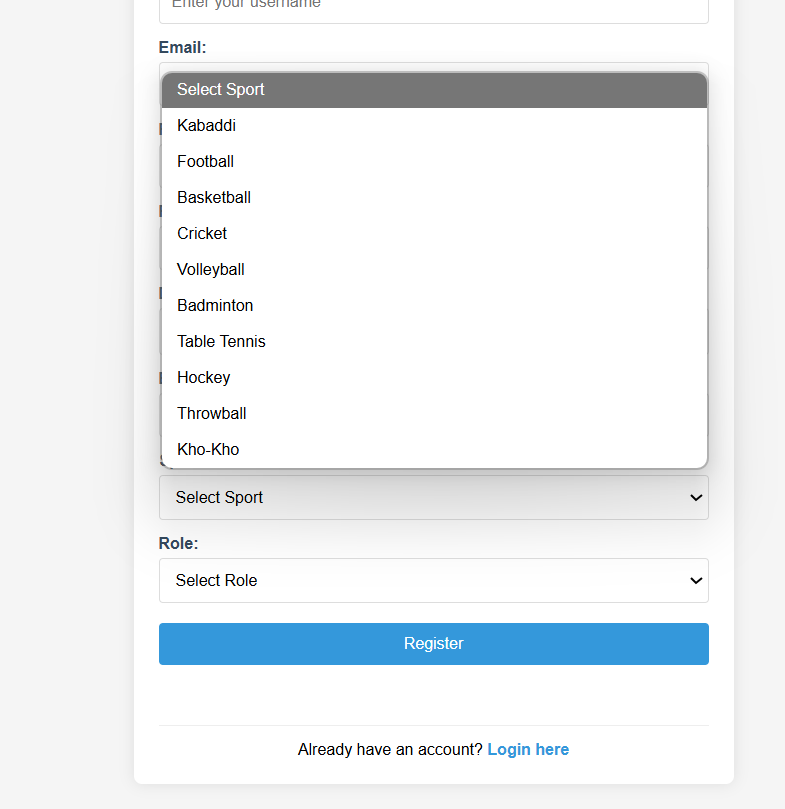 Enter your username
Email:
Select Sport
Kabaddi
Football
Basketball
Cricket
Volleyball
Badminton
Table Tennis
Hockey
Throwball
Kho-Kho
Select Sport
Role:
Select Role
Register
Already have an account? Login here